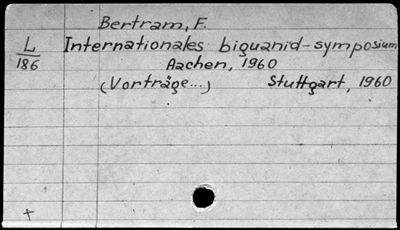 Bertram, F.
L Internationales biguanid-symposium
186 Aachen, 1960
(Vorträge...) Stuttgart, 1960
+